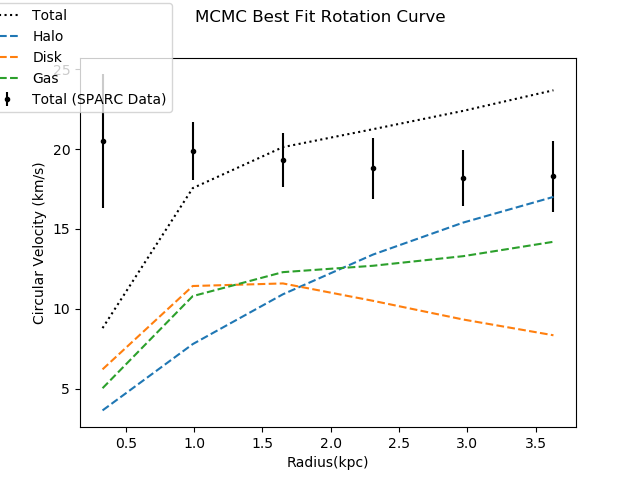 MCMC Best Fit Rotation Curve
Total
Halo
Disk
Gas
Total (SPARC Data)
25
20
15
10
5
Circular Velocity (km/s)
0.5 1.0 1.5 2.0 2.5 3.0 3.5
Radius(kpc)